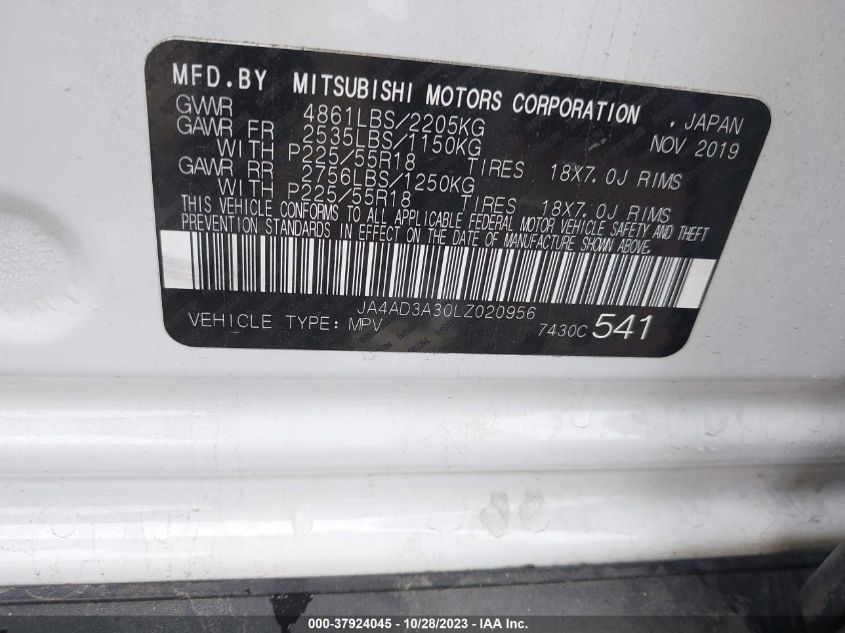 MFD.BY MITSUBISHI MOTORS CORPORATION , JAPAN
GVWR 4861LBS/2205KG NOV 2019
GAWR FR 2535LBS/1150KG
WITH P225/55R18 TIRES 18X7.0J RIMS
GAWR RR 2756LBS/1250KG
WITH P225/55R18 TIRES 18X7.0J RIMS
THIS VEHICLE CONFORMS TO ALL APPLICABLE FEDERAL MOTOR VEHICLE SAFETY AND THEFT
PREVENTION STANDARDS IN EFFECT ON THE DATE OF MANUFACTURE SHOWN ABOVE.
JA4AD3A30LZ020956
VEHICLE TYPE: MPV 7430C 541
000-37924045 - 10/28/2023 - IAA Inc.